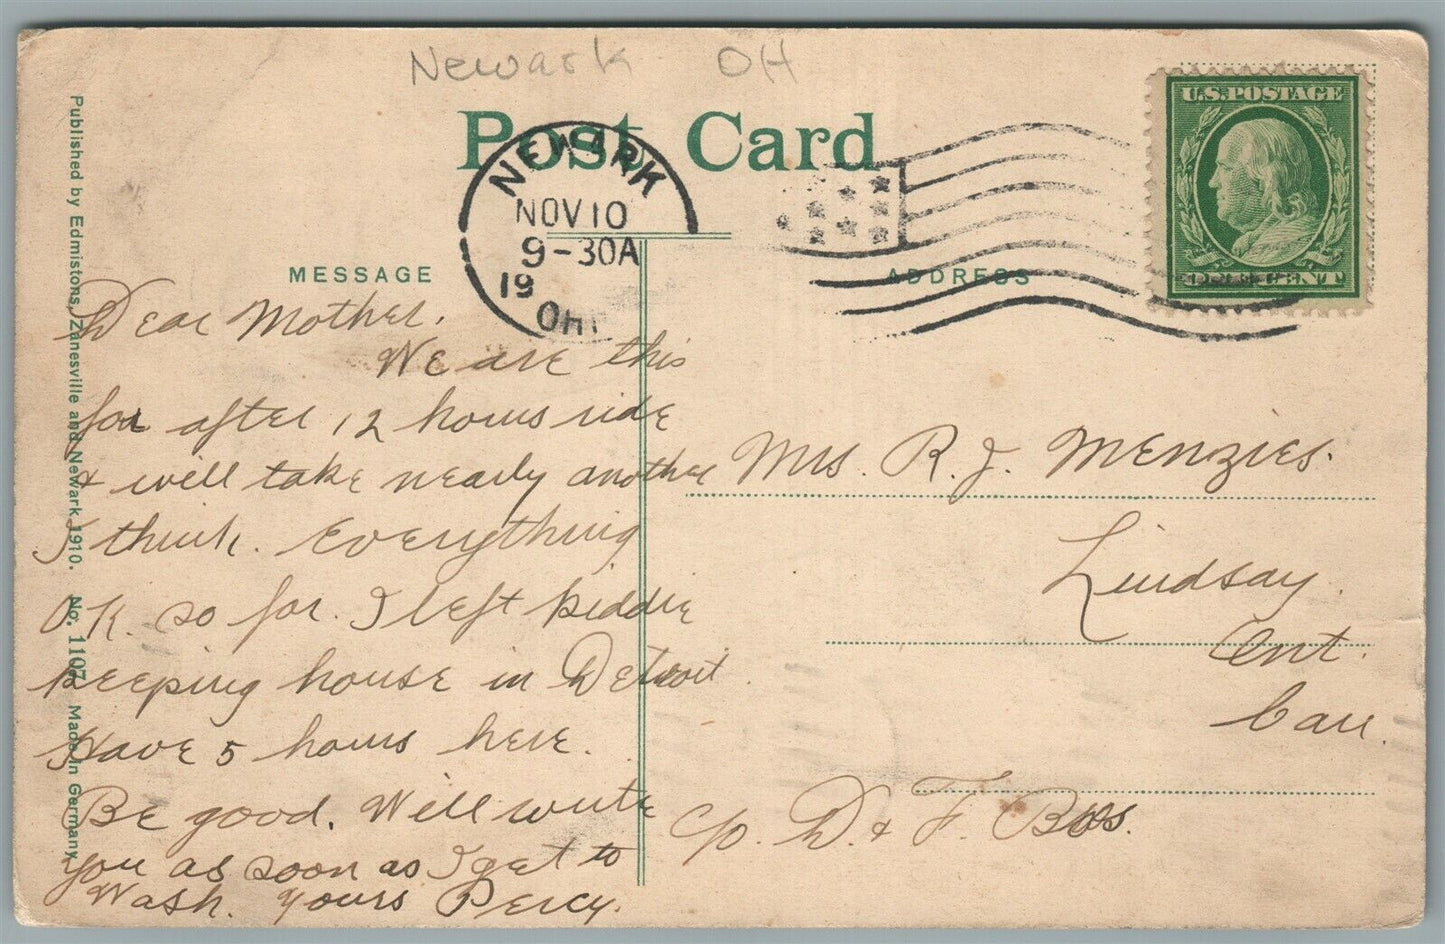 Newark OH
Post Card
NEWARK
NOV 10
9-30A
19
OHI
U.S. POSTAGE
ONE CENT
MESSAGE
ADDRESS
Dear Mother.
We are this
far after 12 hours ride
& will take nearly another
I think. Everything
O.K. so far. I left kiddie
keeping house in Detroit.
Have 5 hours here.
Be good. Will write
you as soon as I get to
Wash. Yours Percy.
Mrs. R. J. Menzies.
Lindsay.
Ont.
Can.
c/o. D. & F. Bros.
Published by Edmistons, Zanesville and Newark 1910. No. 1107 Made in Germany